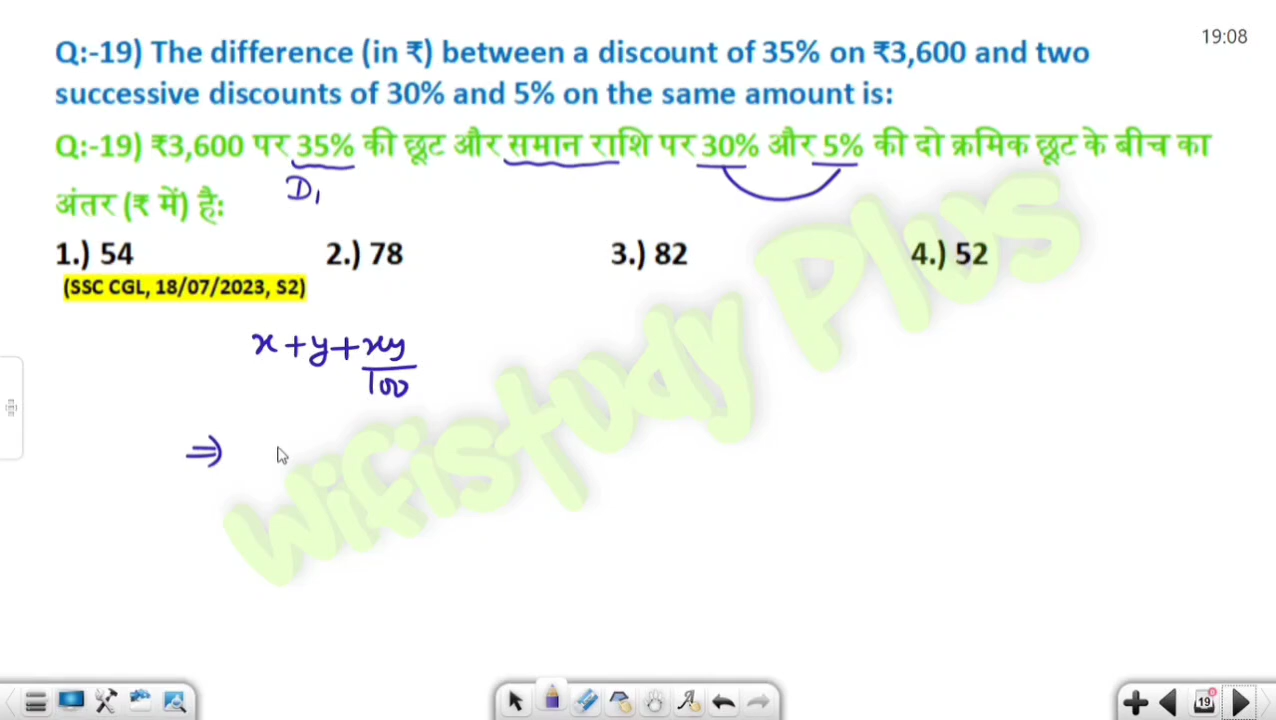 19:08
Q:-19) The difference (in ₹) between a discount of 35% on ₹3,600 and two
successive discounts of 30% and 5% on the same amount is:
Q:-19) ₹3,600 पर 35% की छूट और समान राशि पर 30% और 5% की दो क्रमिक छूट के बीच का
अंतर (₹ में) है:
D₁
1.) 54 2.) 78 3.) 82 4.) 52
(SSC CGL, 18/07/2023, S2)
x+y+xy/100
⇒
wifistudy Plus
19